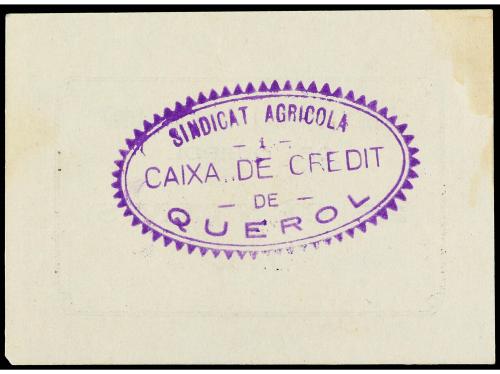 SINDICAT AGRICOLA
- i -
CAIXA DE CREDIT
- DE -
QUEROL